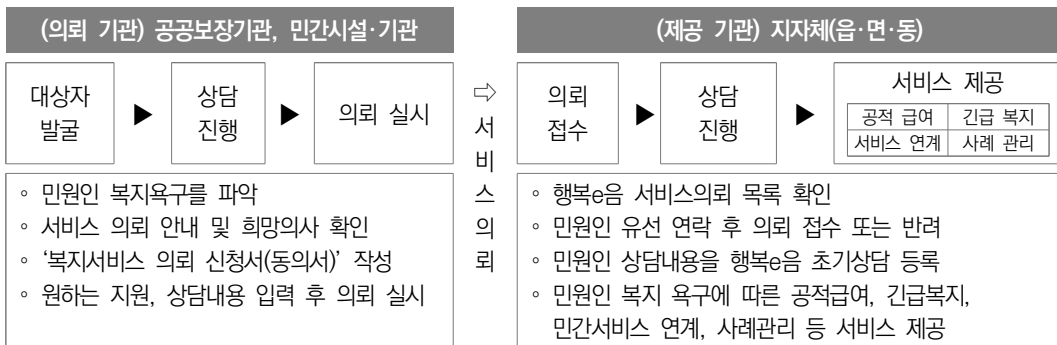 (의뢰 기관) 공공보장기관, 민간시설·기관
대상자
발굴
▶
상담
진행
▶
의뢰 실시
◦ 민원인 복지욕구를 파악
◦ 서비스 의뢰 안내 및 희망의사 확인
◦ ‘복지서비스 의뢰 신청서(동의서)’ 작성
◦ 원하는 지원, 상담내용 입력 후 의뢰 실시
⇨
서
비
스
의
뢰
(제공 기관) 지자체(읍·면·동)
의뢰
접수
▶
상담
진행
▶
서비스 제공
공적 급여 긴급 복지
서비스 연계 사례 관리
◦ 행복e음 서비스의뢰 목록 확인
◦ 민원인 유선 연락 후 의뢰 접수 또는 반려
◦ 민원인 상담내용을 행복e음 초기상담 등록
◦ 민원인 복지 욕구에 따른 공적급여, 긴급복지,
민간서비스 연계, 사례관리 등 서비스 제공